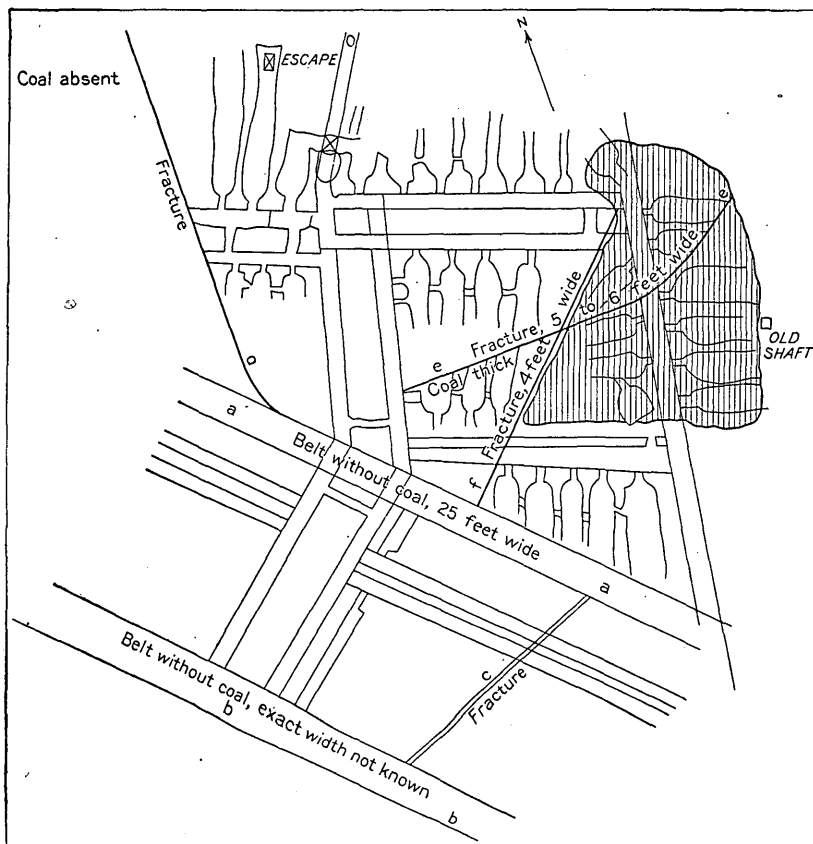 N
ESCAPE
Coal absent
Fracture
e
Fracture, 5 to 6 feet wide
e
Coal thick
Fracture, 4 feet wide
f
OLD
SHAFT
a
Belt without coal, 25 feet wide
a
c
Fracture
Belt without coal, exact width not known
b
b